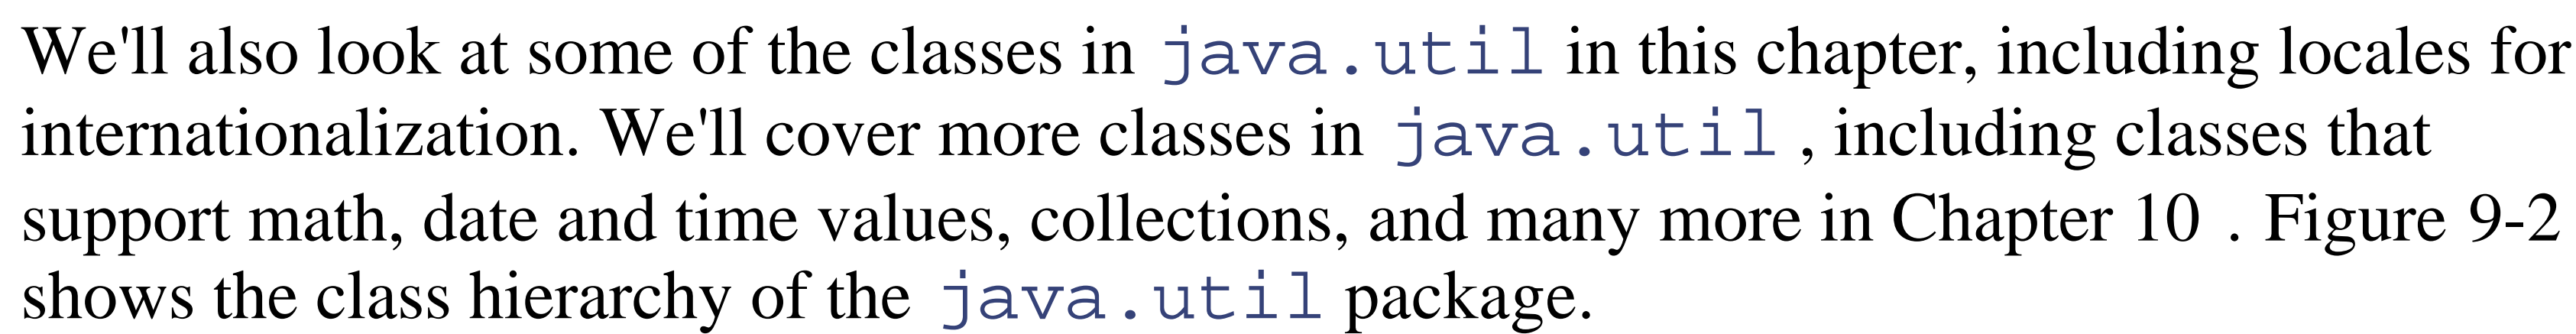 We'll also look at some of the classes in java.util in this chapter, including locales for
internationalization. We'll cover more classes in java.util , including classes that
support math, date and time values, collections, and many more in Chapter 10 . Figure 9-2
shows the class hierarchy of the java.util package.